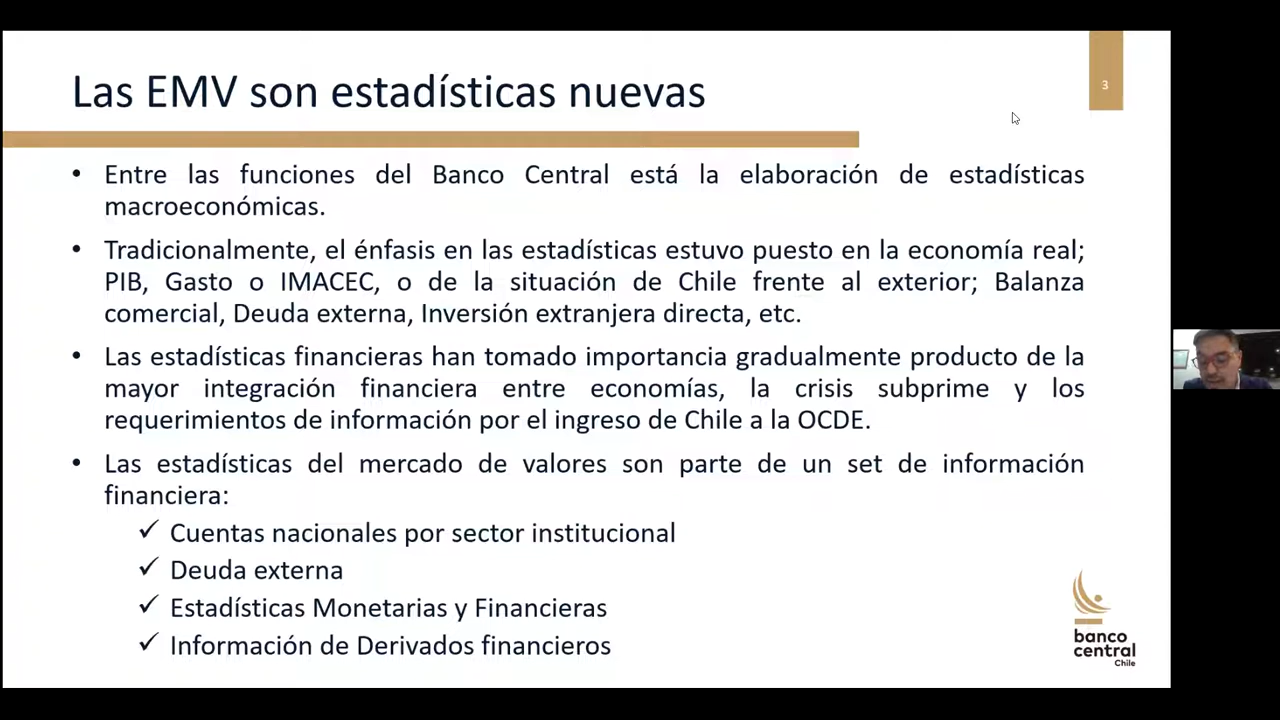 Las EMV son estadísticas nuevas
3
• Entre las funciones del Banco Central está la elaboración de estadísticas
macroeconómicas.
• Tradicionalmente, el énfasis en las estadísticas estuvo puesto en la economía real;
PIB, Gasto o IMACEC, o de la situación de Chile frente al exterior; Balanza
comercial, Deuda externa, Inversión extranjera directa, etc.
• Las estadísticas financieras han tomado importancia gradualmente producto de la
mayor integración financiera entre economías, la crisis subprime y los
requerimientos de información por el ingreso de Chile a la OCDE.
• Las estadísticas del mercado de valores son parte de un set de información
financiera:
✓ Cuentas nacionales por sector institucional
✓ Deuda externa
✓ Estadísticas Monetarias y Financieras
✓ Información de Derivados financieros
banco
central
Chile